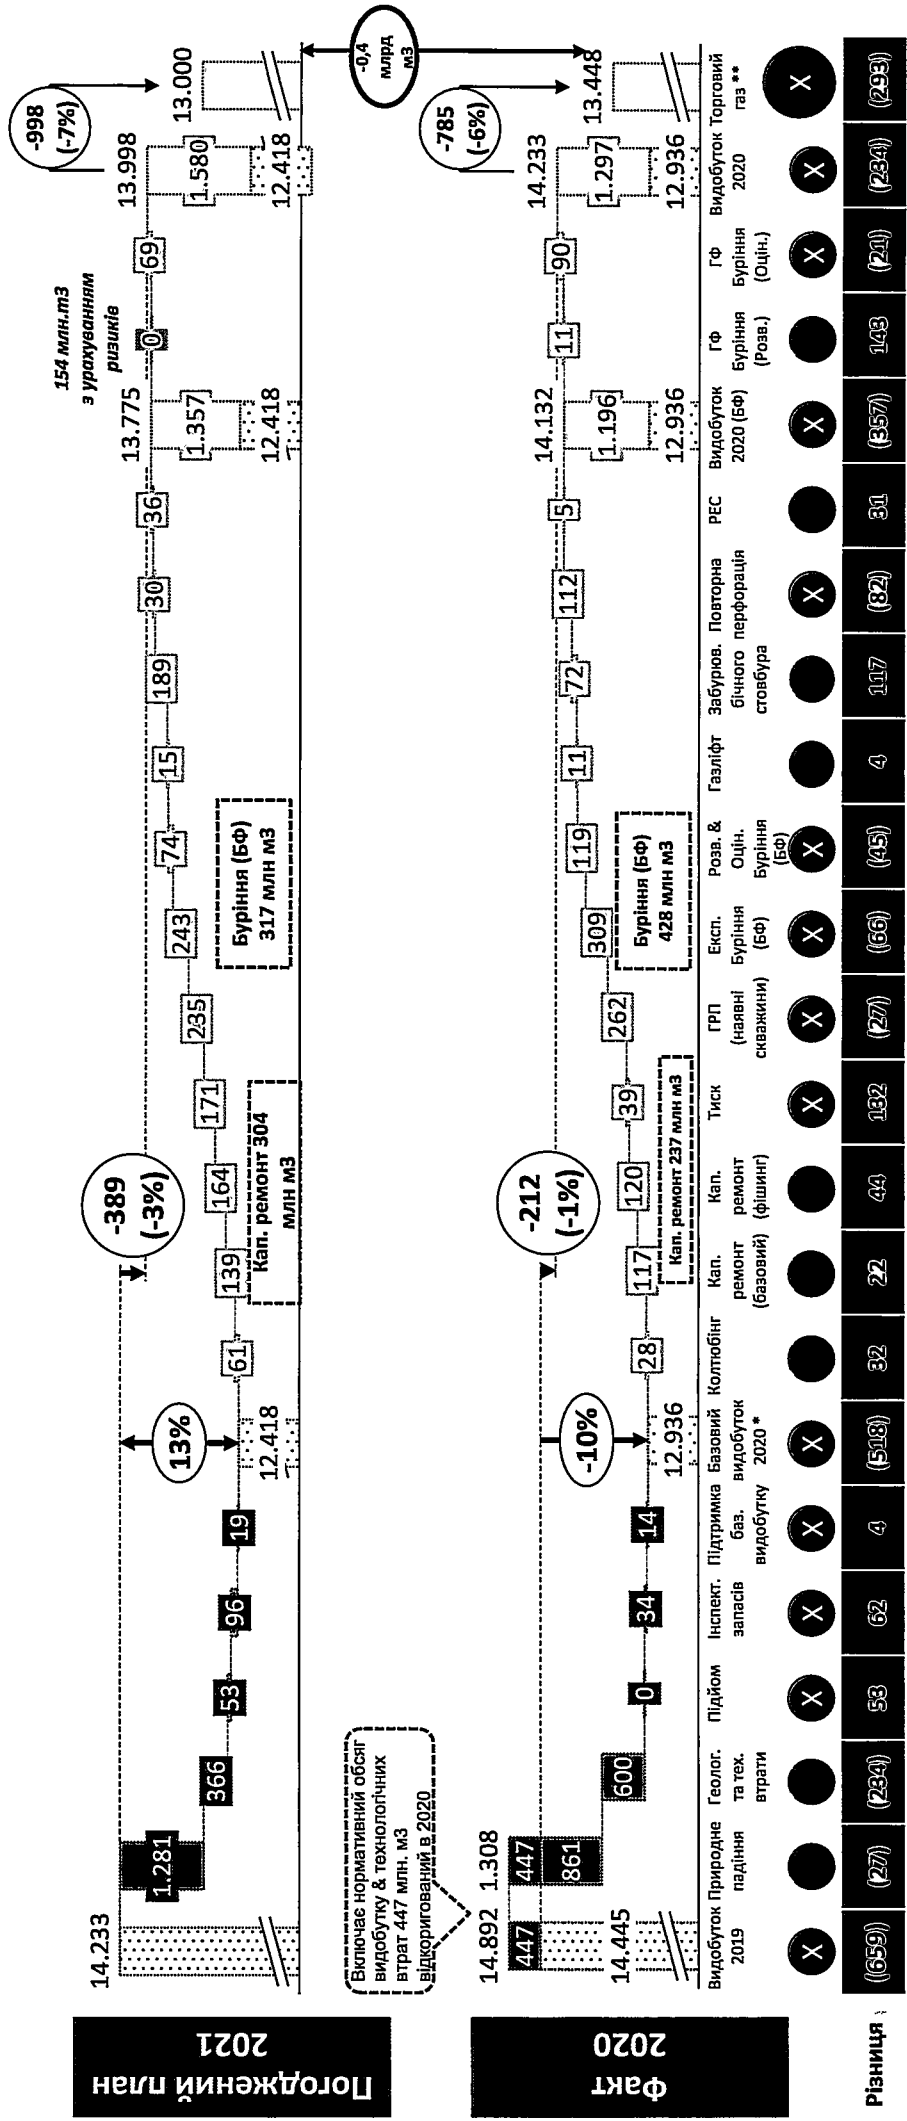 Погоджений план
2021
14.233
1.281
366
53
96
19
13%
12.418
61
139
164
171
235
243
74
15
189
30
36
-389
(-3%)
Кап. ремонт 304
млн м3
Буріння (БФ)
317 млн м3
13.775
1.357
12.418
154 млн.m3
з урахуванням
ризиків
0
69
13.998
1.580
12.418
-998
(-7%)
13.000
-0,4
млрд
м3
Включає нормативний обсяг
видобутку & технологічних
втрат 447 млн. м3
відкоригований в 2020
Факт
2020
14.892
447
14.445
1.308
447
861
600
0
34
14
-10%
12.936
28
117
120
39
262
309
119
11
72
112
5
-212
(-1%)
Кап. ремонт 237 млн м3
Буріння (БФ)
428 млн м3
14.132
1.196
12.936
11
90
14.233
1.297
12.936
-785
(-6%)
13.448
Видобуток
2019
Природне
падіння
Геолог.
та тех.
втрати
Підйом
Інспект.
запасів
Підтримка
баз.
видобутку
Базовий
видобуток
2020 *
Колтюбінг
Кап.
ремонт
(базовий)
Кап.
ремонт
(фішинг)
Тиск
ГРП
(наявні
скважини)
Експ.
Буріння
(БФ)
Розв. &
Оцін.
Буріння
(БФ)
Газліфт
Забурюв.
бічного
стовбура
Повторна
перфорація
РЕС
Видобуток
2020 (БФ)
ГФ
Буріння
(Розв.)
ГФ
Буріння
(Оцін.)
Видобуток
2020
Торговий
газ **
X X X X X X X X X X X X X X
Різниця
(659) (27) (234) 53 62 4 (518) 32 22 44 132 (27) (66) (45) 4 117 (82) 31 (357) 143 (21) (234) (293)